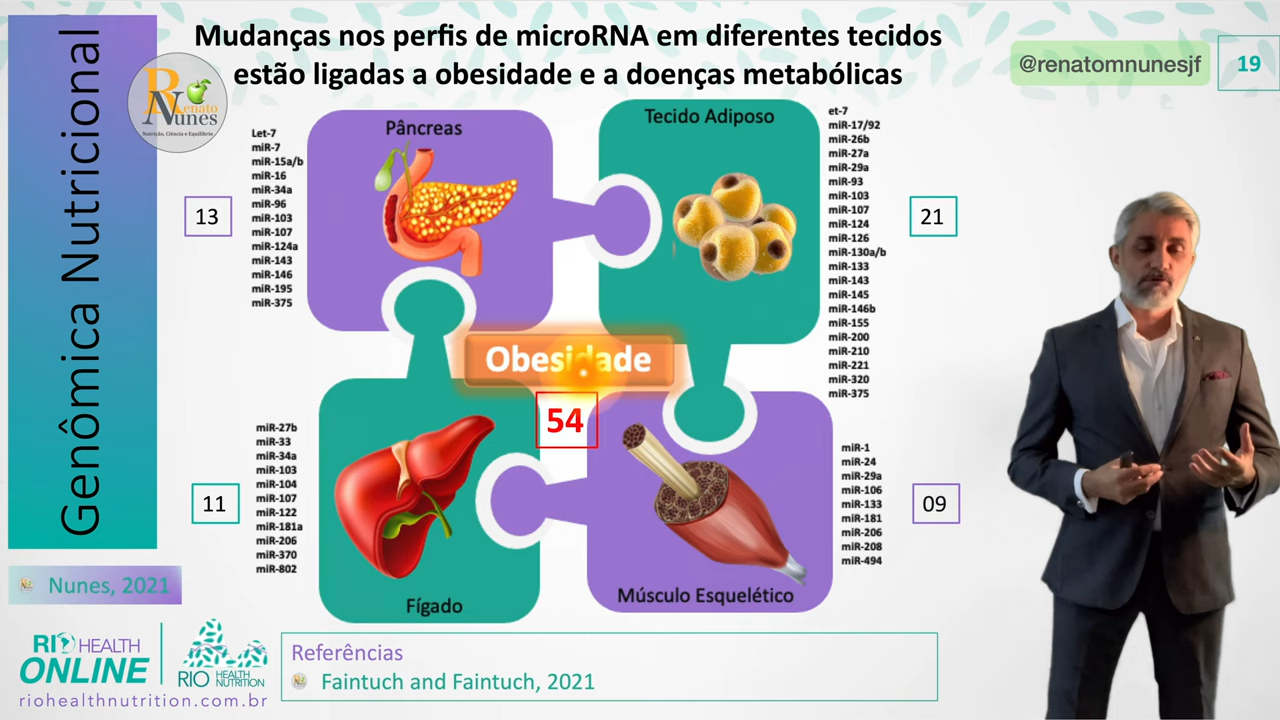 Mudanças nos perfis de microRNA em diferentes tecidos
estão ligadas a obesidade e a doenças metabólicas
@renatomnunesjf
19
Genômica Nutricional
RN
Renato
Nunes
Nutrição, Ciência e Equilíbrio
Pâncreas
13
Let-7
miR-7
miR-15a/b
miR-16
miR-34a
miR-96
miR-103
miR-107
miR-124a
miR-143
miR-146
miR-195
miR-375
Tecido Adiposo
et-7
miR-17/92
miR-26b
miR-27a
miR-29a
miR-93
miR-103
miR-107
miR-124
miR-126
miR-130a/b
miR-133
miR-143
miR-145
miR-146b
miR-155
miR-200
miR-210
miR-221
miR-320
miR-375
21
Obesidade
54
11
miR-27b
miR-33
miR-34a
miR-103
miR-104
miR-107
miR-122
miR-181a
miR-206
miR-370
miR-802
Fígado
Músculo Esquelético
miR-1
miR-24
miR-29a
miR-106
miR-133
miR-181
miR-206
miR-208
miR-494
09
Nunes, 2021
RIO HEALTH
ONLINE
RIO HEALTH
NUTRITION
riohealthnutrition.com.br
Referências
Faintuch and Faintuch, 2021